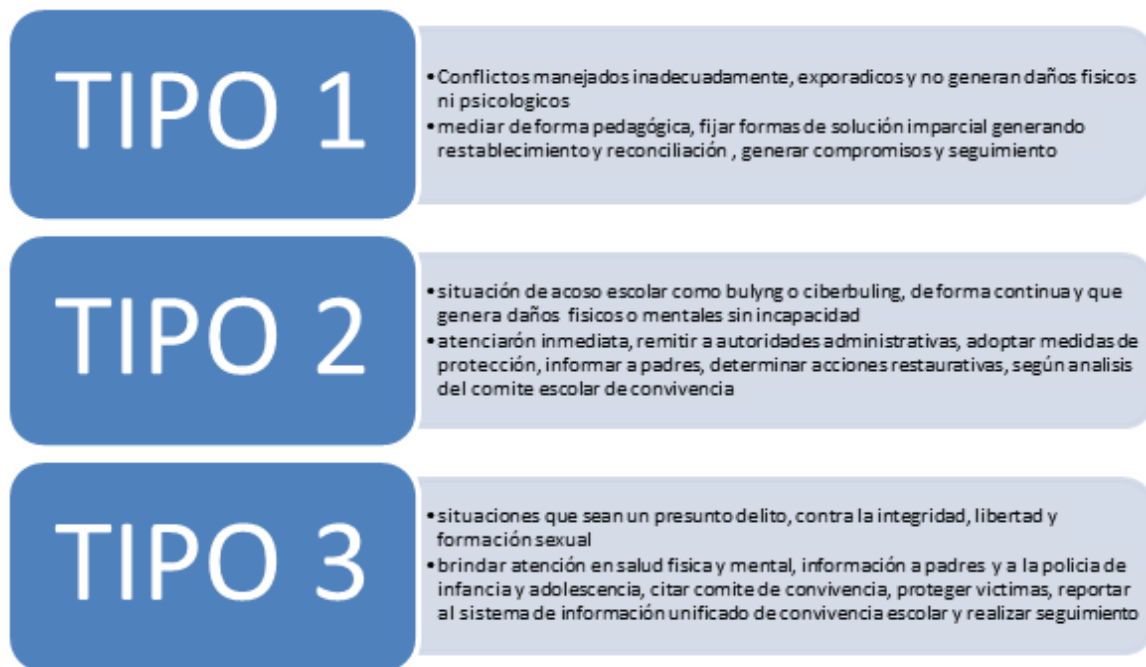 TIPO 1
•Conflictos manejados inadecuadamente, exporadicos y no generan daños fisicos
ni psicologicos
•mediar de forma pedagógica, fijar formas de solución imparcial generando
restablecimiento y reconciliación , generar compromisos y seguimiento
TIPO 2
•situación de acoso escolar como bulyng o ciberbuling, de forma continua y que
genera daños fisicos o mentales sin incapacidad
•atenciarón inmediata, remitir a autoridades administrativas, adoptar medidas de
protección, informar a padres, determinar acciones restaurativas, según analisis
del comite escolar de convivencia
TIPO 3
•situaciones que sean un presunto delito, contra la integridad, libertad y
formación sexual
•brindar atención en salud fisica y mental, información a padres y a la policia de
infancia y adolescencia, citar comite de convivencia, proteger victimas, reportar
al sistema de información unificado de convivencia escolar y realizar seguimiento